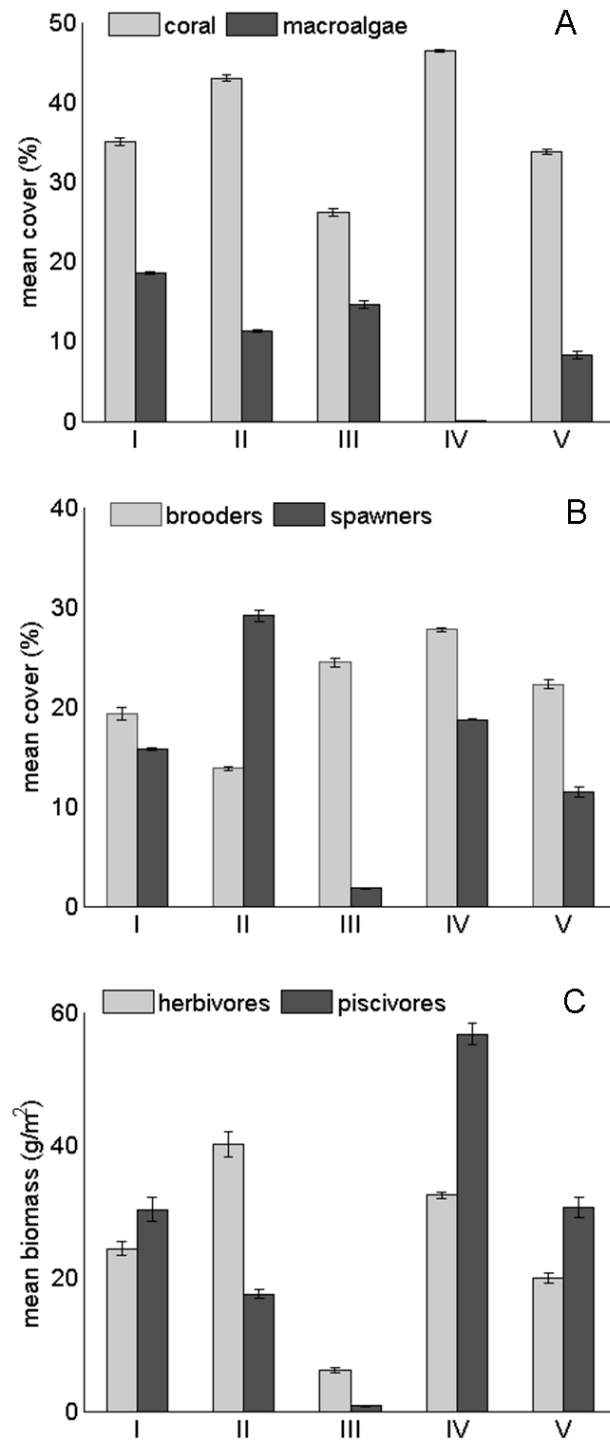 coral macroalgae A
50
40
30
20
10
0
mean cover (%)
I II III IV V
brooders spawners B
40
30
20
10
0
mean cover (%)
I II III IV V
herbivores piscivores C
60
40
20
0
mean biomass (g/m²)
I II III IV V